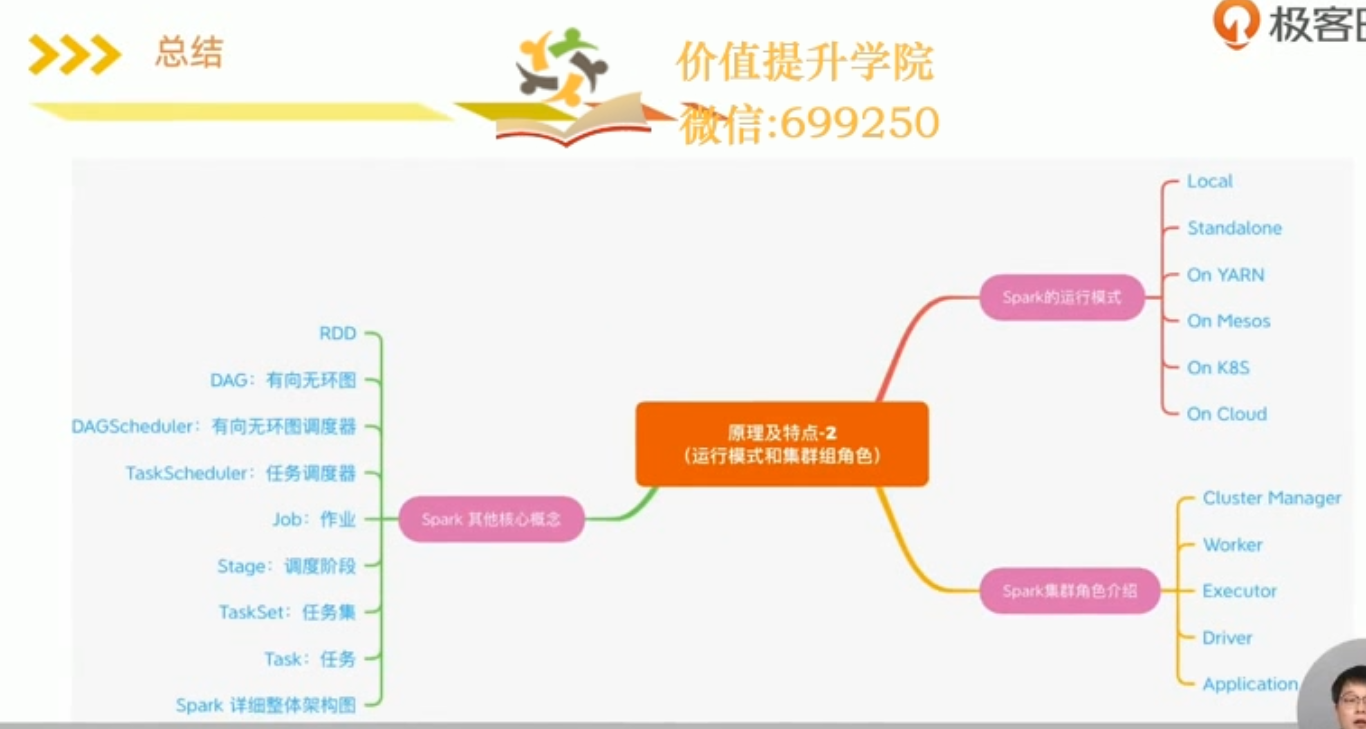 总结
价值提升学院
微信:699250
极客
Local
Standalone
On YARN
On Mesos
On K8S
On Cloud
Spark的运行模式
RDD
DAG：有向无环图
DAGScheduler：有向无环图调度器
TaskScheduler：任务调度器
Job：作业
Stage：调度阶段
TaskSet：任务集
Task：任务
Spark 详细整体架构图
Spark 其他核心概念
原理及特点-2
（运行模式和集群组角色）
Cluster Manager
Worker
Executor
Driver
Application
Spark集群角色介绍